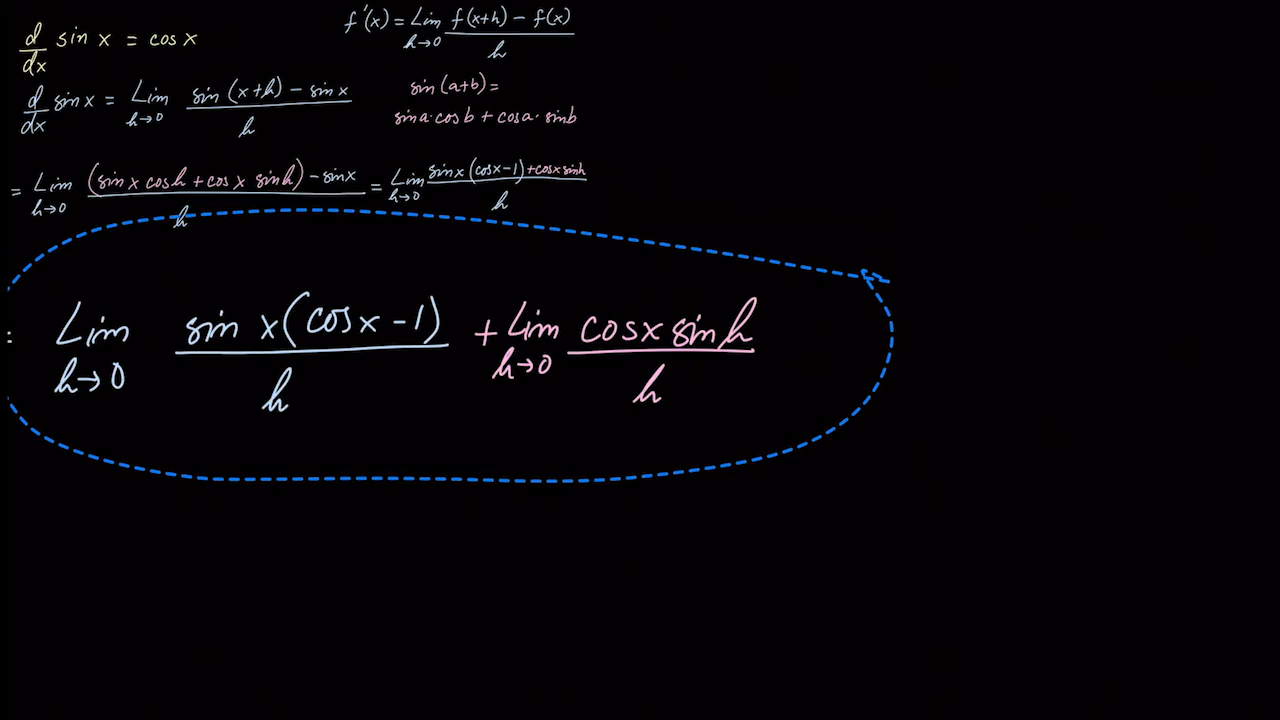 d/dx sin x = cos x
f'(x) = Lim h→0 f(x+h) − f(x) / h
d/dx sin x = Lim h→0 sin (x+h) − sin x / h
sin (a+b) =
sin a · cos b + cos a · sin b
= Lim h→0 (sin x cos h + cos x sin h) − sin x / h = Lim h→0 sin x (cos x − 1) + cos x sin h / h
: Lim h→0 sin x (cos x − 1) / h + Lim h→0 cos x sin h / h